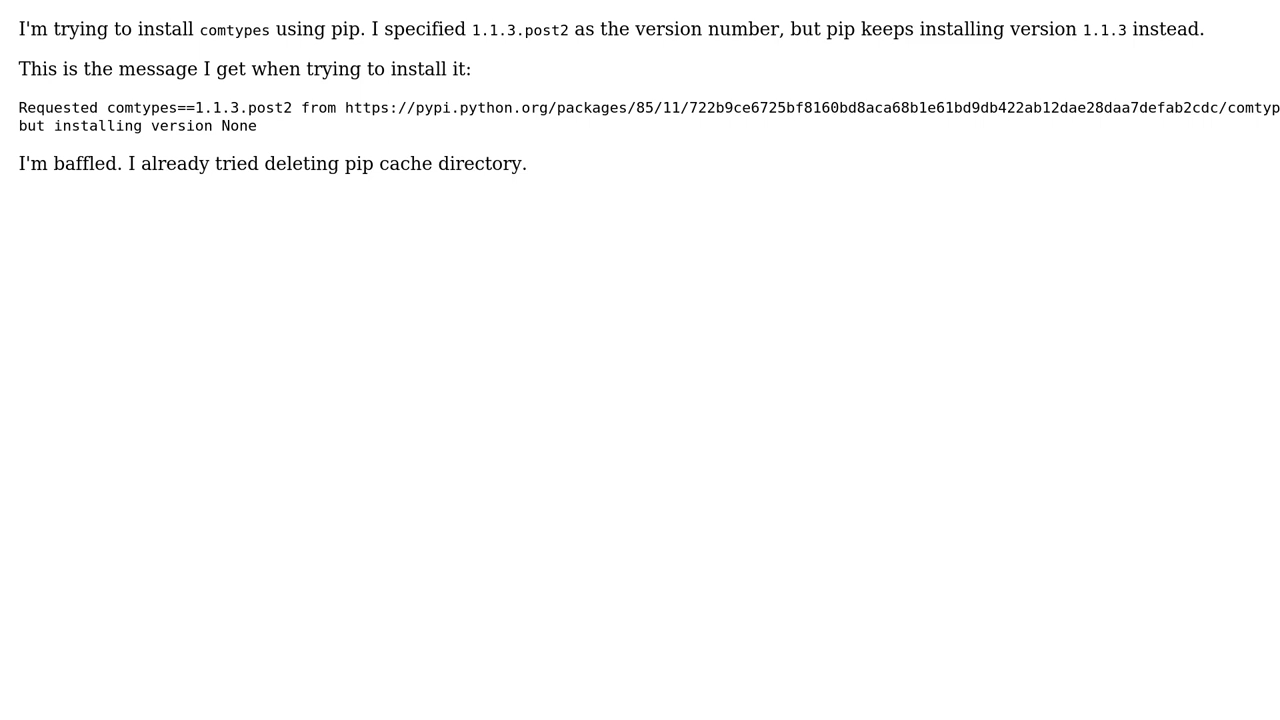 I'm trying to install comtypes using pip. I specified 1.1.3.post2 as the version number, but pip keeps installing version 1.1.3 instead.
This is the message I get when trying to install it:
Requested comtypes==1.1.3.post2 from https://pypi.python.org/packages/85/11/722b9ce6725bf8160bd8aca68b1e61bd9db422ab12dae28daa7defab2cdc/comtyp
but installing version None
I'm baffled. I already tried deleting pip cache directory.